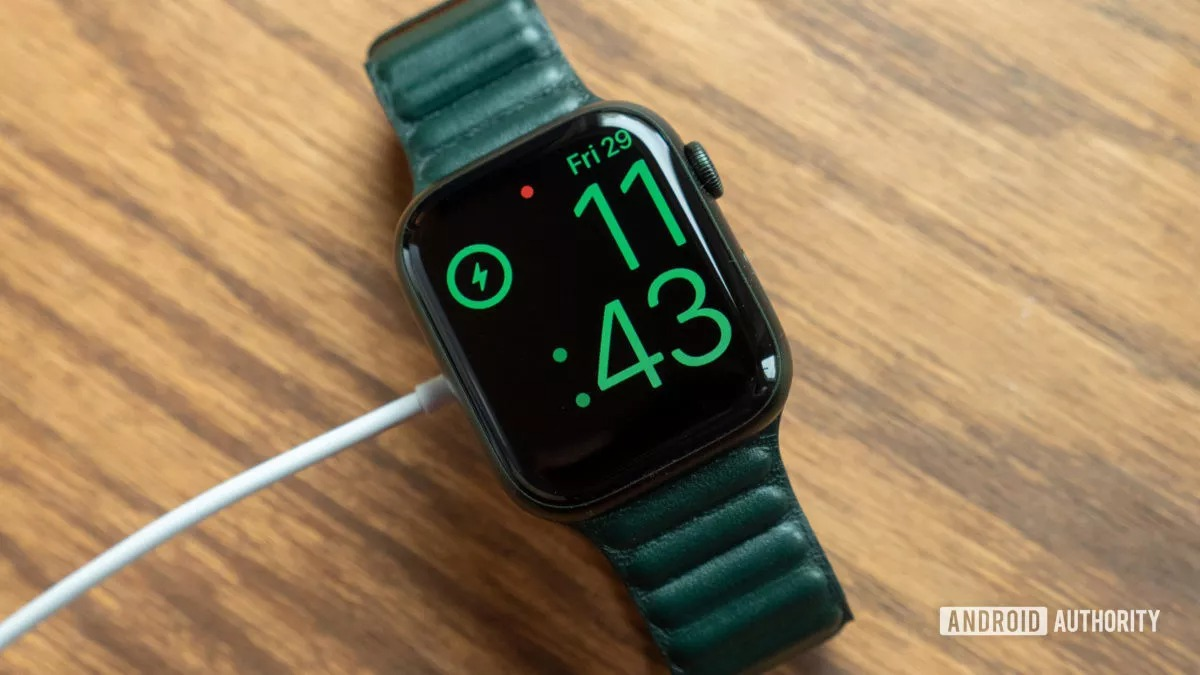 Fri 29
11
:43
ANDROID AUTHORITY